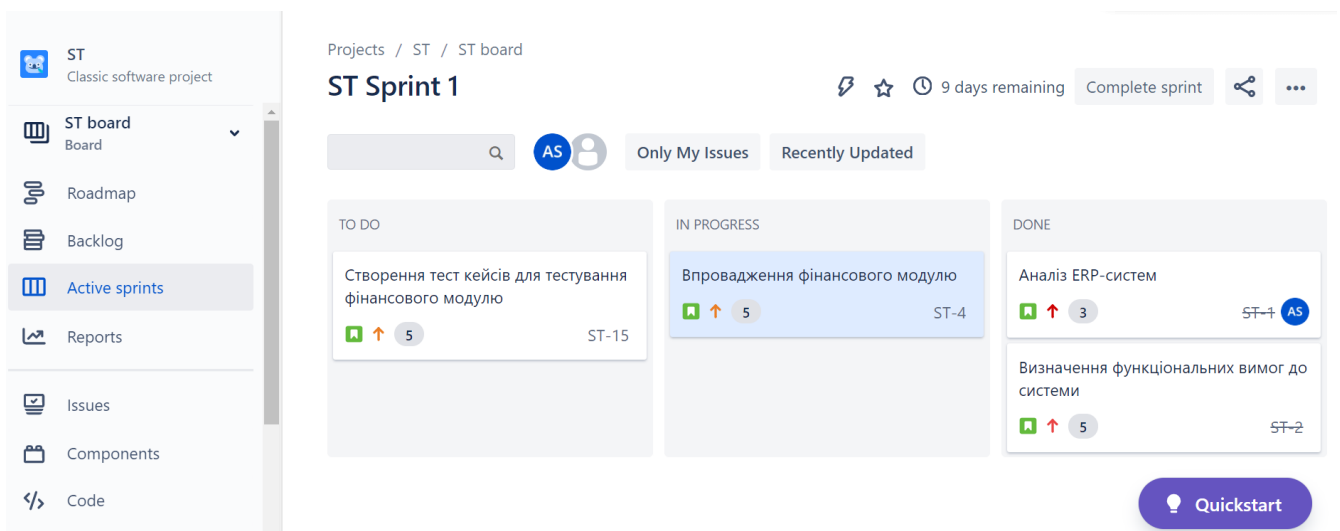 ST
Classic software project
ST board
Board
Roadmap
Backlog
Active sprints
Reports
Issues
Components
Code
Projects / ST / ST board
ST Sprint 1
9 days remaining
Complete sprint
AS
Only My Issues
Recently Updated
TO DO
Створення тест кейсів для тестування
фінансового модулю
5
ST-15
IN PROGRESS
Впровадження фінансового модулю
5
ST-4
DONE
Аналіз ERP-систем
3
ST-1
AS
Визначення функціональних вимог до
системи
5
ST-2
Quickstart